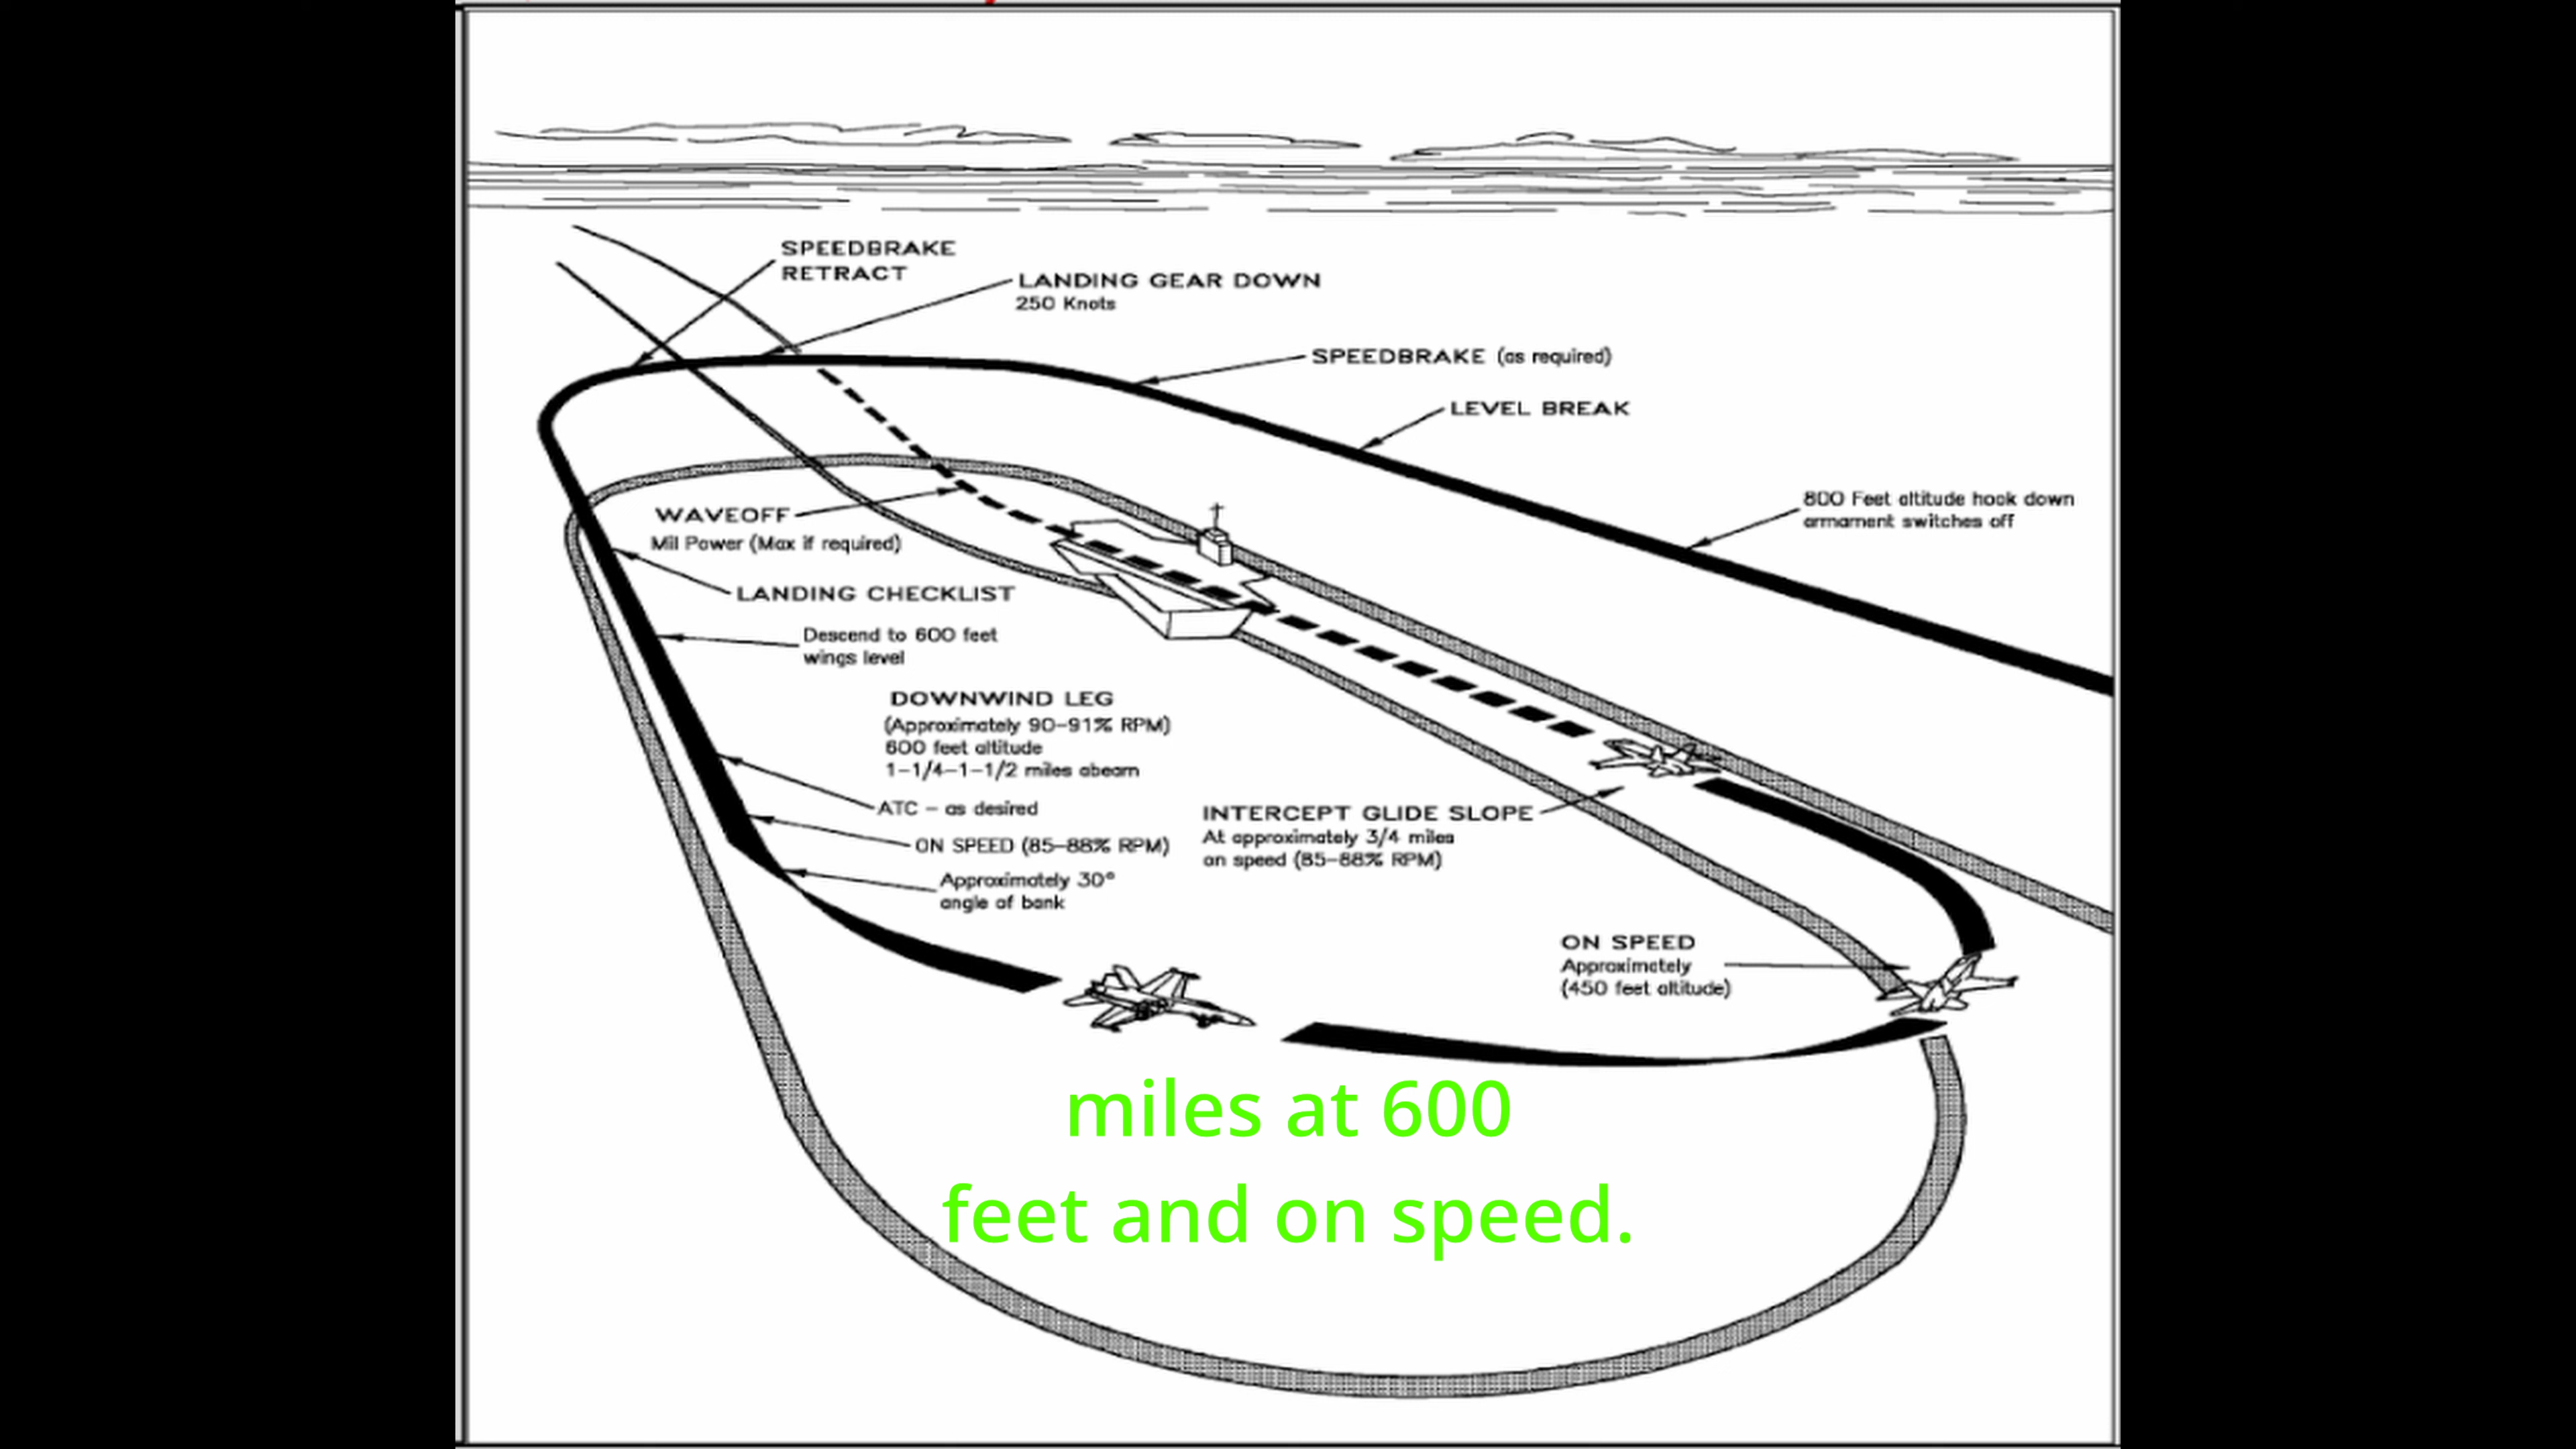 SPEEDBRAKE
RETRACT
LANDING GEAR DOWN
250 Knots
SPEEDBRAKE (as required)
LEVEL BREAK
800 Feet altitude hook down
armament switches off
WAVEOFF
Mil Power (Max if required)
LANDING CHECKLIST
Descend to 600 feet
wings level
DOWNWIND LEG
(Approximately 90-91% RPM)
600 feet altitude
1-1/4-1-1/2 miles abeam
ATC - as desired
ON SPEED (85-88% RPM)
Approximately 30°
angle of bank
INTERCEPT GLIDE SLOPE
At approximately 3/4 miles
on speed (85-88% RPM)
ON SPEED
Approximately
(450 feet altitude)
miles at 600
feet and on speed.